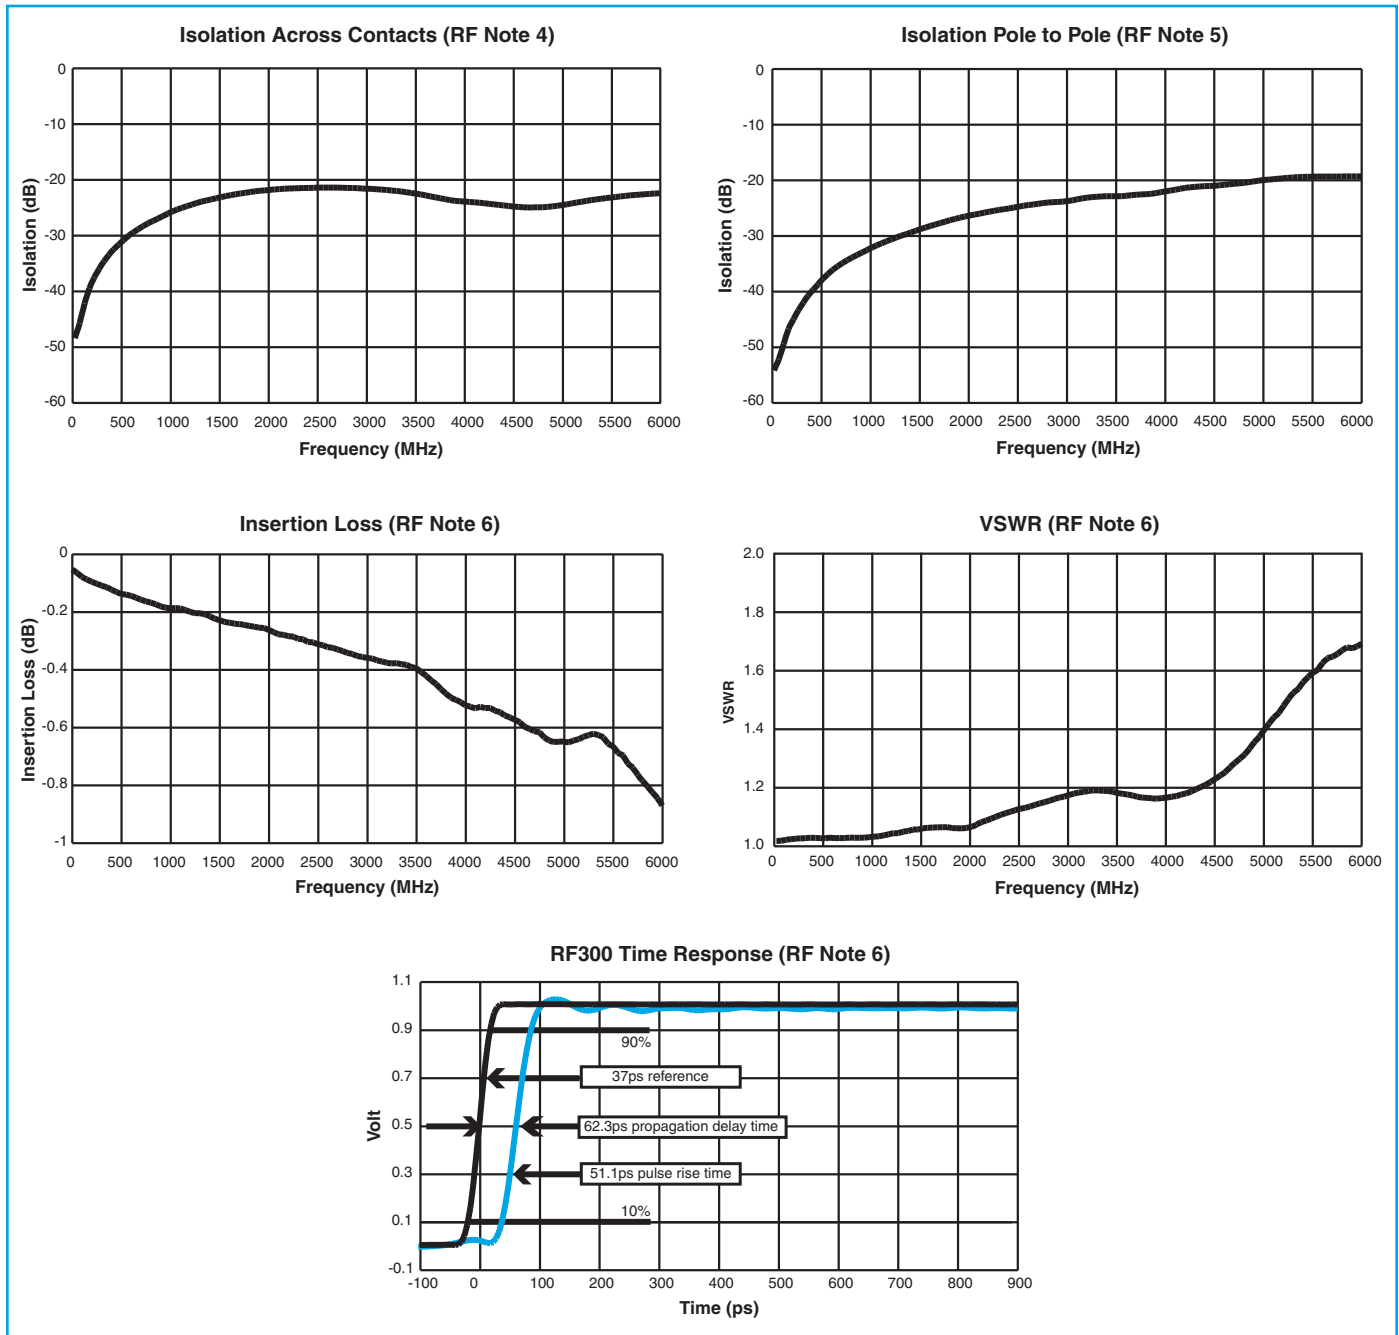 Isolation Across Contacts (RF Note 4)
0
-10
-20
-30
-40
-50
-60
Isolation (dB)
0 500 1000 1500 2000 2500 3000 3500 4000 4500 5000 5500 6000
Frequency (MHz)
Isolation Pole to Pole (RF Note 5)
0
-10
-20
-30
-40
-50
-60
Isolation (dB)
0 500 1000 1500 2000 2500 3000 3500 4000 4500 5000 5500 6000
Frequency (MHz)
Insertion Loss (RF Note 6)
0
-0.2
-0.4
-0.6
-0.8
-1
Insertion Loss (dB)
0 500 1000 1500 2000 2500 3000 3500 4000 4500 5000 5500 6000
Frequency (MHz)
VSWR (RF Note 6)
2.0
1.8
1.6
1.4
1.2
1.0
VSWR
0 500 1000 1500 2000 2500 3000 3500 4000 4500 5000 5500 6000
Frequency (MHz)
RF300 Time Response (RF Note 6)
1.1
0.9
0.7
0.5
0.3
0.1
-0.1
Volt
90%
37ps reference
62.3ps propagation delay time
51.1ps pulse rise time
10%
-100 0 100 200 300 400 500 600 700 800 900
Time (ps)